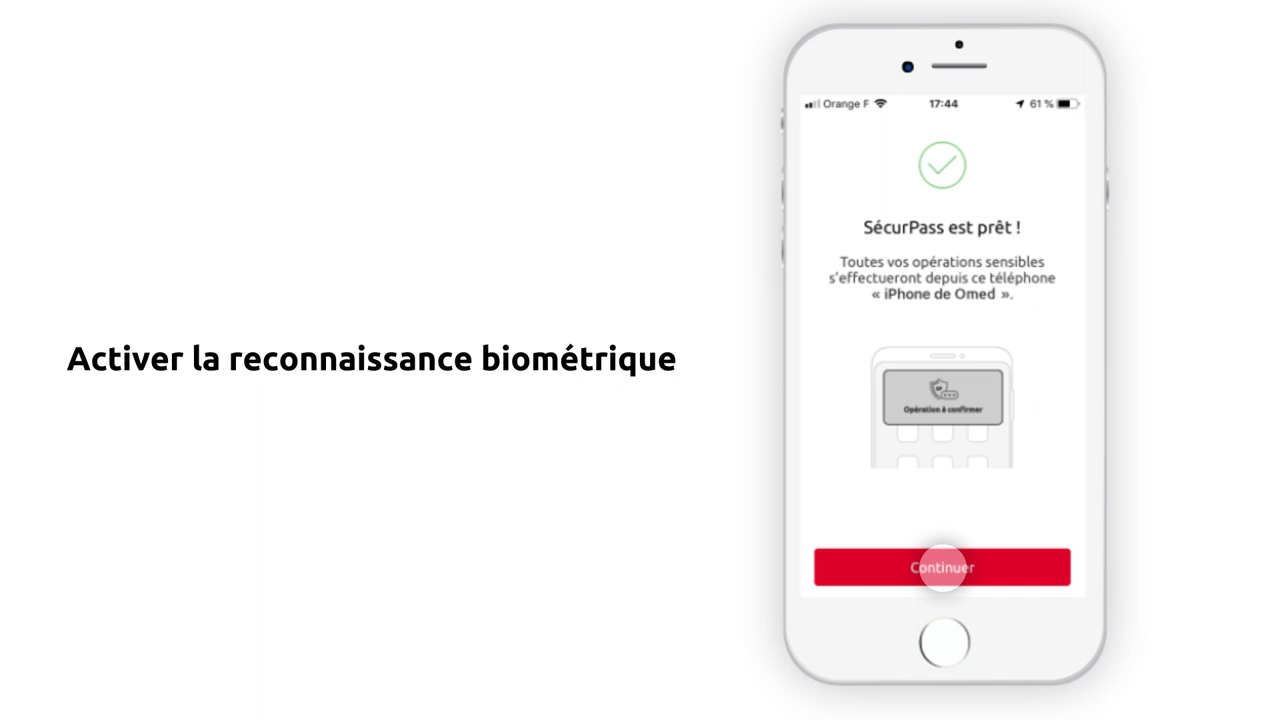 Activer la reconnaissance biométrique
Orange F
17:44
61 %
SécurPass est prêt !
Toutes vos opérations sensibles
s'effectueront depuis ce téléphone
« iPhone de Omed ».
SP
Opération à confirmer
Continuer